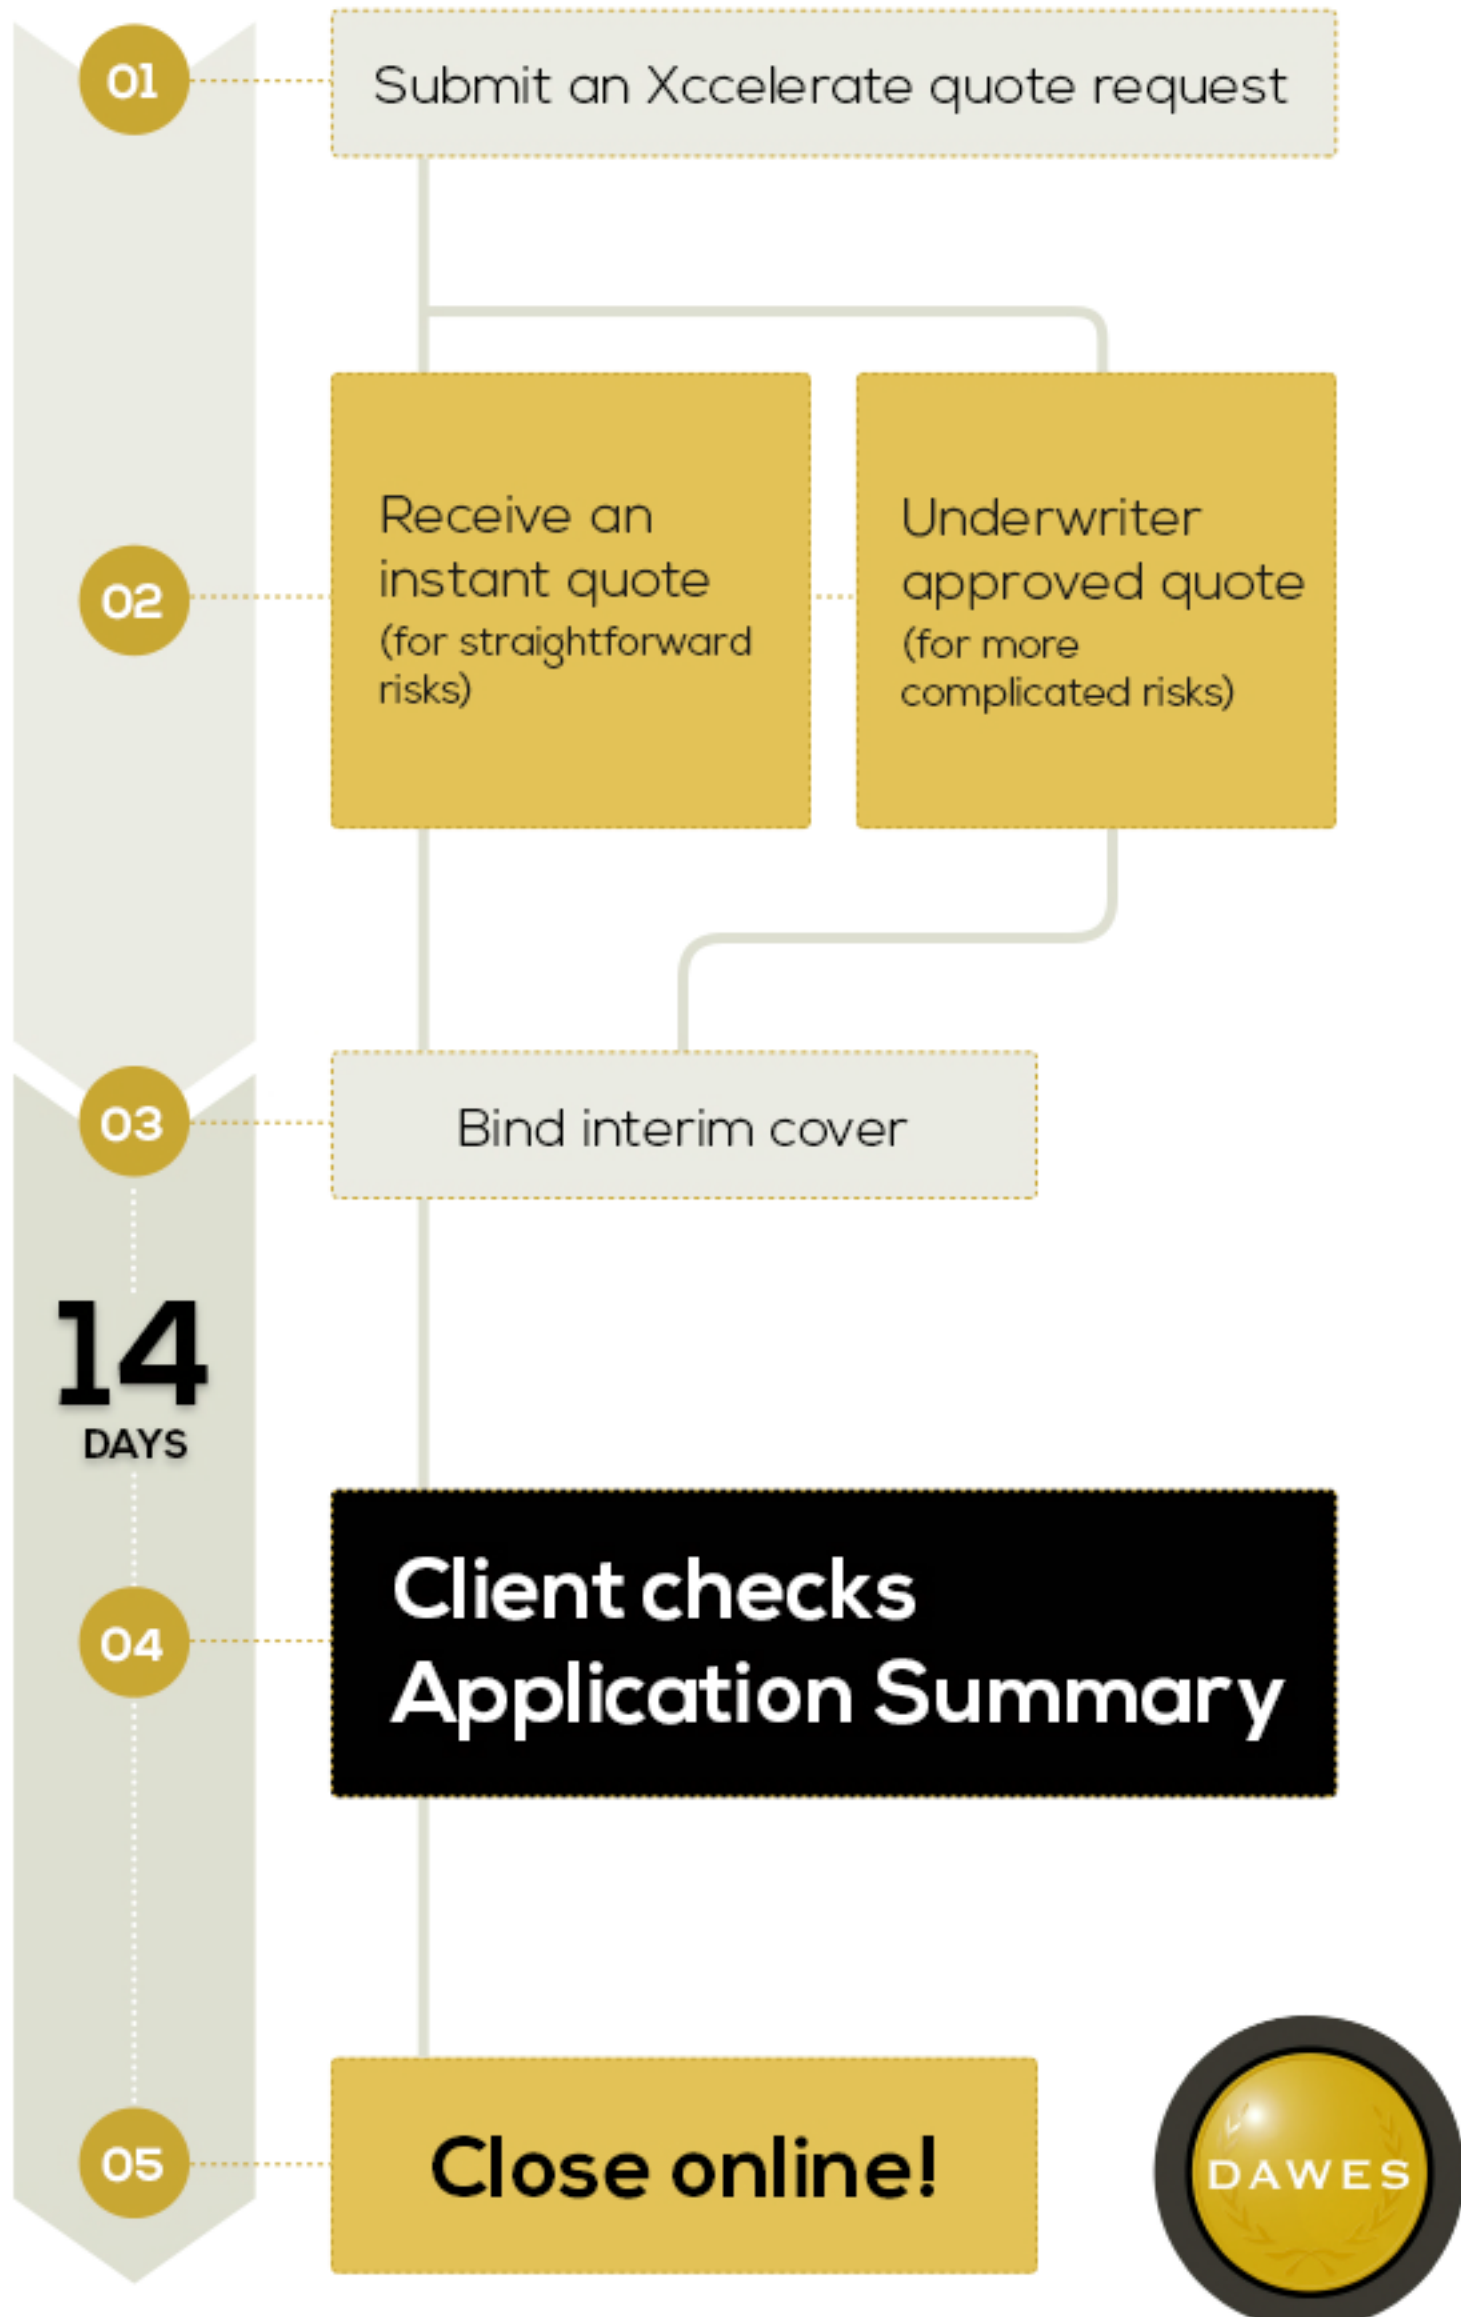 01
Submit an Xccelerate quote request
02
Receive an
instant quote
(for straightforward
risks)
Underwriter
approved quote
(for more
complicated risks)
03
Bind interim cover
14
DAYS
04
Client checks
Application Summary
05
Close online!
DAWES